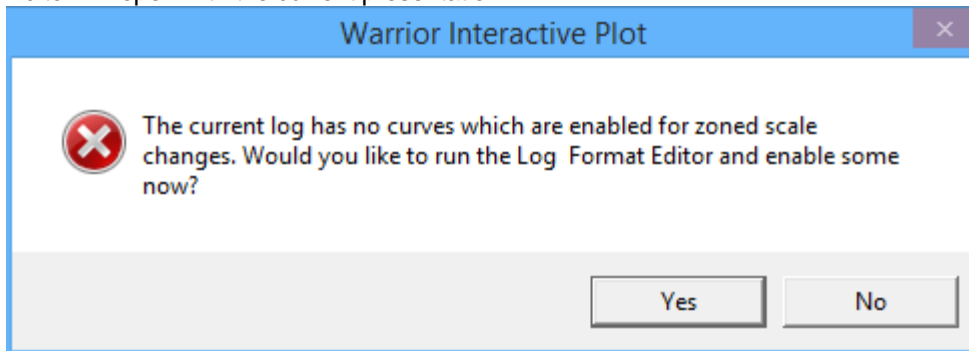 Warrior Interactive Plot
The current log has no curves which are enabled for zoned scale
changes. Would you like to run the Log  Format Editor and enable some
now?
Yes
No